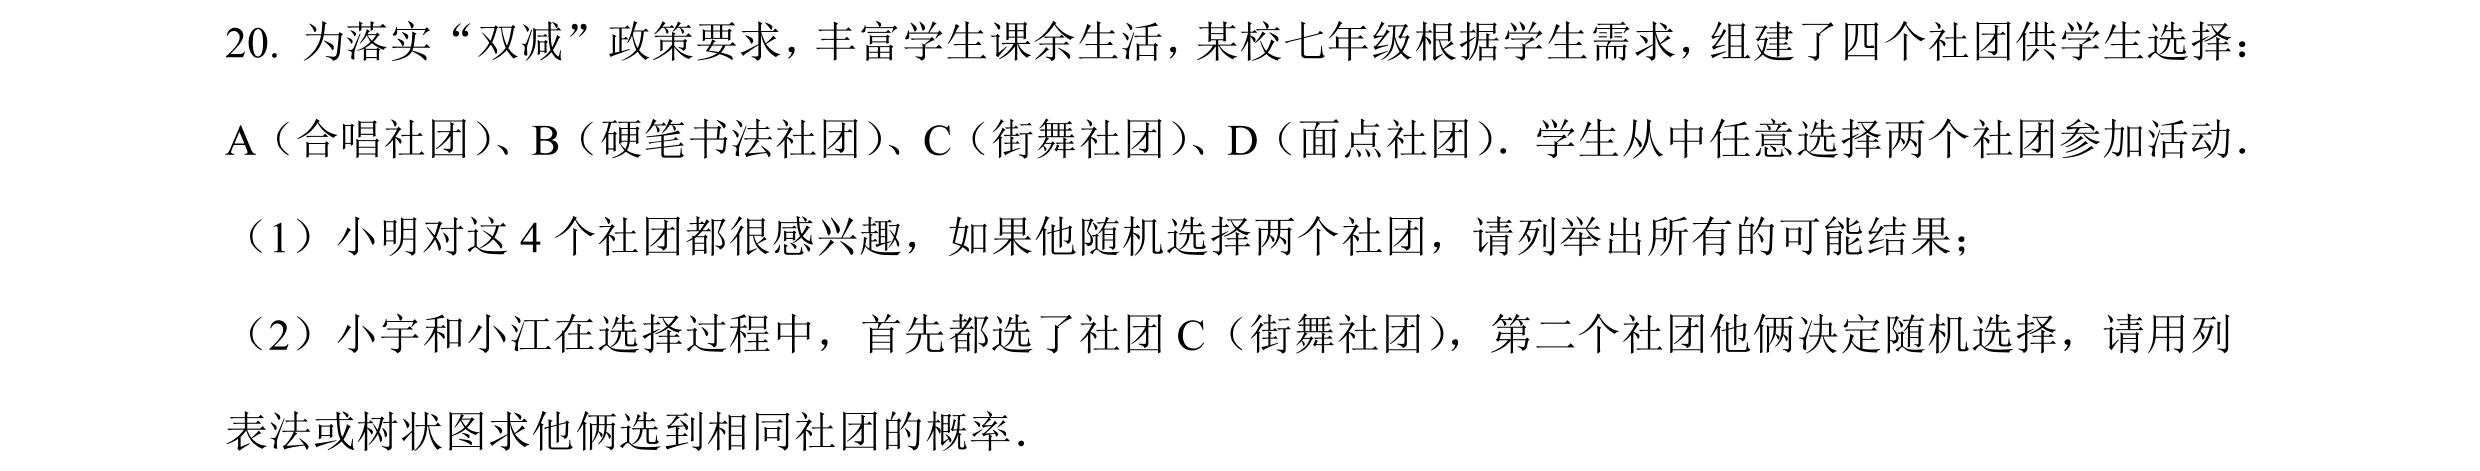 20. 为落实“双减”政策要求，丰富学生课余生活，某校七年级根据学生需求，组建了四个社团供学生选择：
A（合唱社团）、B（硬笔书法社团）、C（街舞社团）、D（面点社团）．学生从中任意选择两个社团参加活动．
（1）小明对这 4 个社团都很感兴趣，如果他随机选择两个社团，请列举出所有的可能结果；
（2）小宇和小江在选择过程中，首先都选了社团 C（街舞社团），第二个社团他俩决定随机选择，请用列
表法或树状图求他俩选到相同社团的概率．